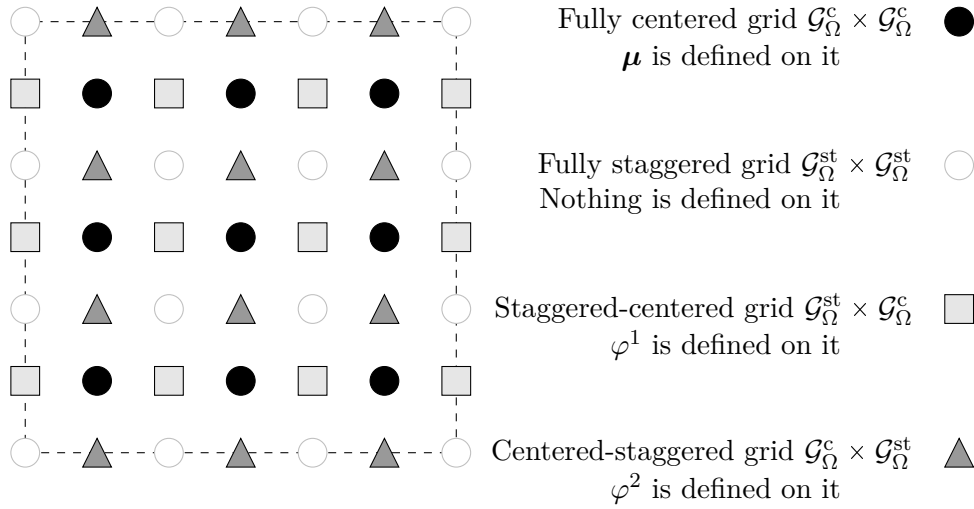 Fully centered grid 𝒢_Ω^c × 𝒢_Ω^c
𝝁 is defined on it
Fully staggered grid 𝒢_Ω^st × 𝒢_Ω^st
Nothing is defined on it
Staggered-centered grid 𝒢_Ω^st × 𝒢_Ω^c
φ^1 is defined on it
Centered-staggered grid 𝒢_Ω^c × 𝒢_Ω^st
φ^2 is defined on it